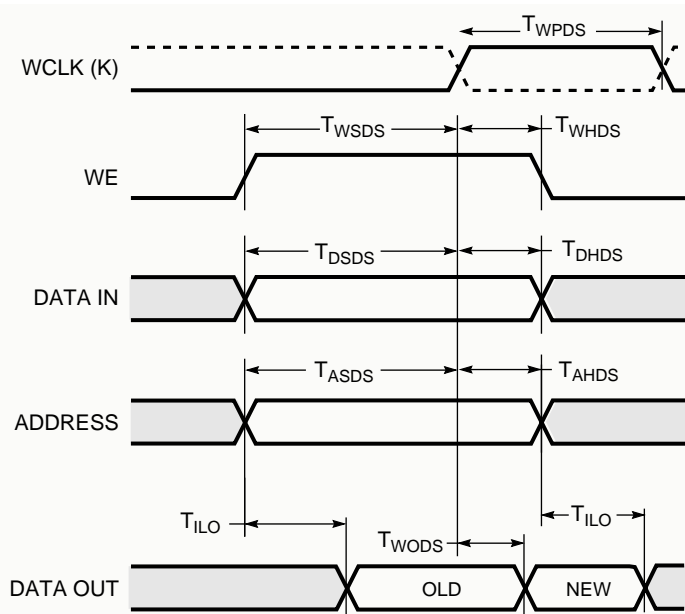 T_WPDS
WCLK (K)
T_WSDS T_WHDS
WE
T_DSDS T_DHDS
DATA IN
T_ASDS T_AHDS
ADDRESS
T_ILO T_WODS T_ILO
DATA OUT OLD NEW